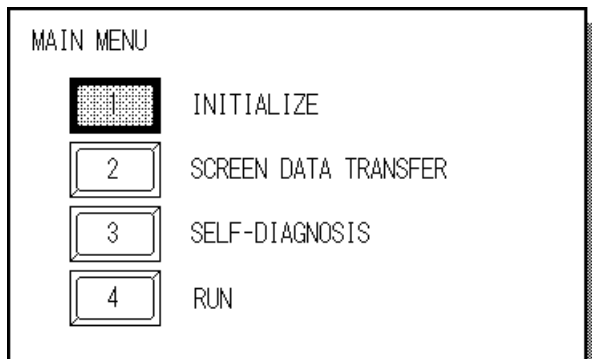 MAIN MENU
1 INITIALIZE
2 SCREEN DATA TRANSFER
3 SELF-DIAGNOSIS
4 RUN